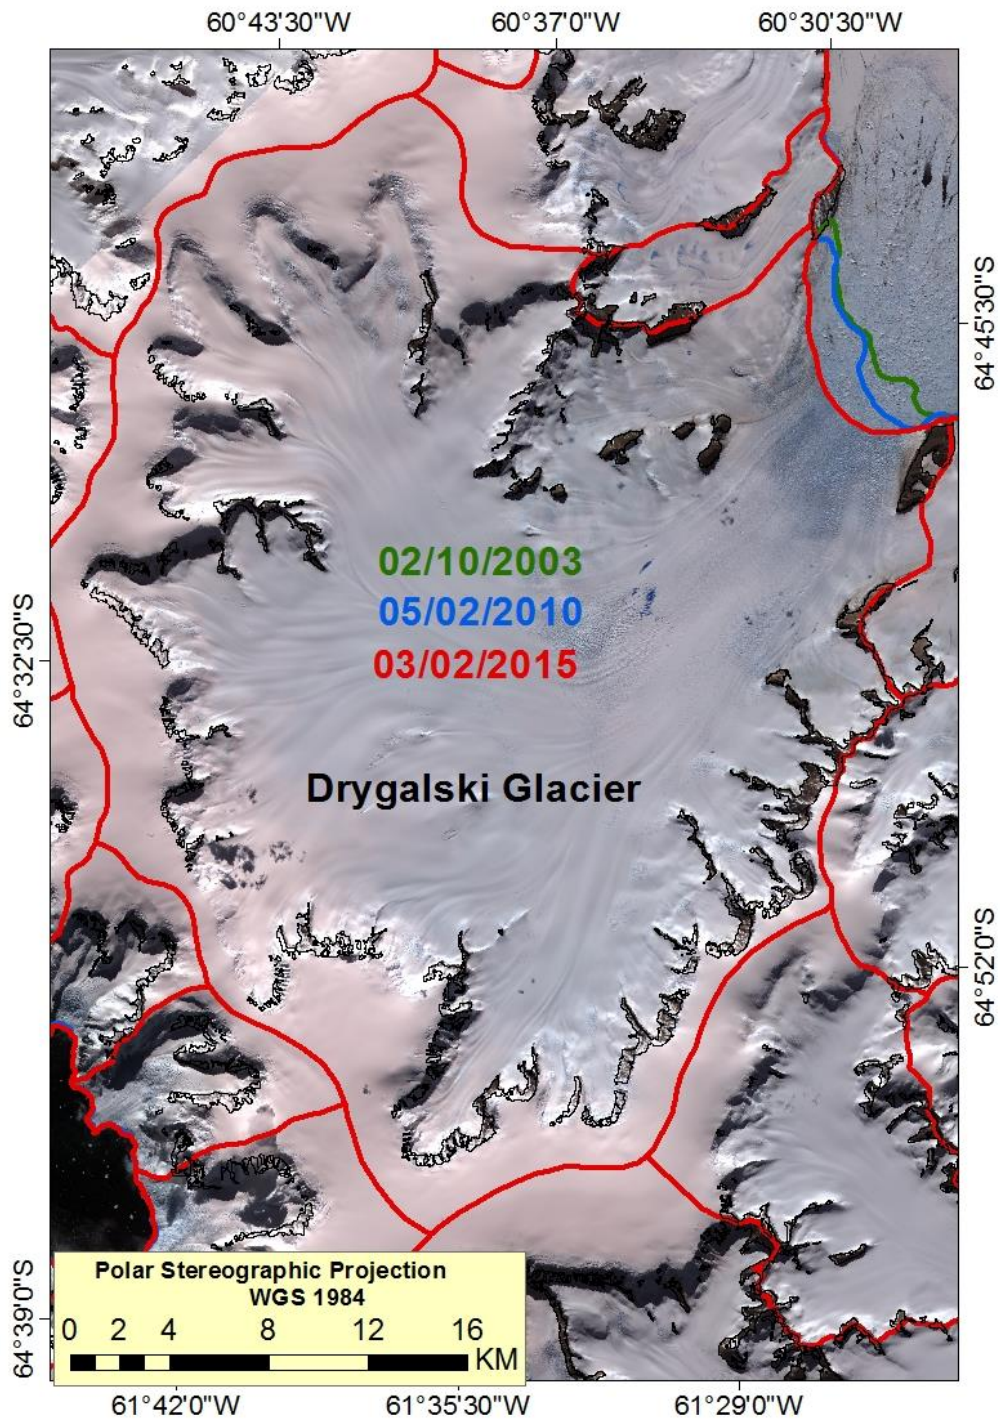 60°43'30"W 60°37'0"W 60°30'30"W
64°45'30"S
02/10/2003
05/02/2010
03/02/2015
64°32'30"S
Drygalski Glacier
64°52'0"S
Polar Stereographic Projection
WGS 1984
0 2 4 8 12 16
KM
64°39'0"S
61°42'0"W 61°35'30"W 61°29'0"W